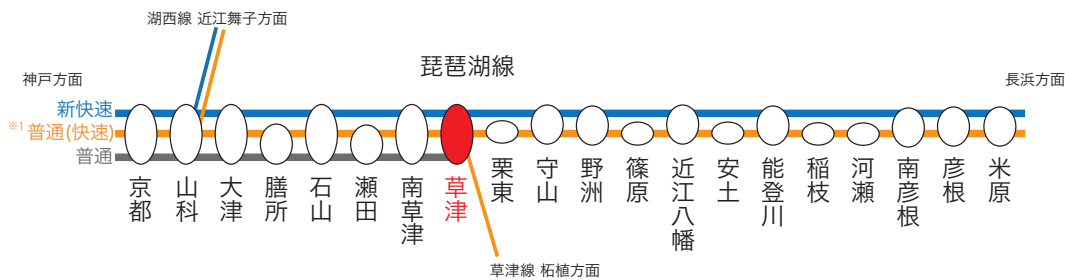 湖西線 近江舞子方面
琵琶湖線
神戸方面
長浜方面
新快速
※1 普通(快速)
普通
京都
山科
大津
膳所
石山
瀬田
南草津
草津
栗東
守山
野洲
篠原
近江八幡
安土
能登川
稲枝
河瀬
南彦根
彦根
米原
草津線 柘植方面